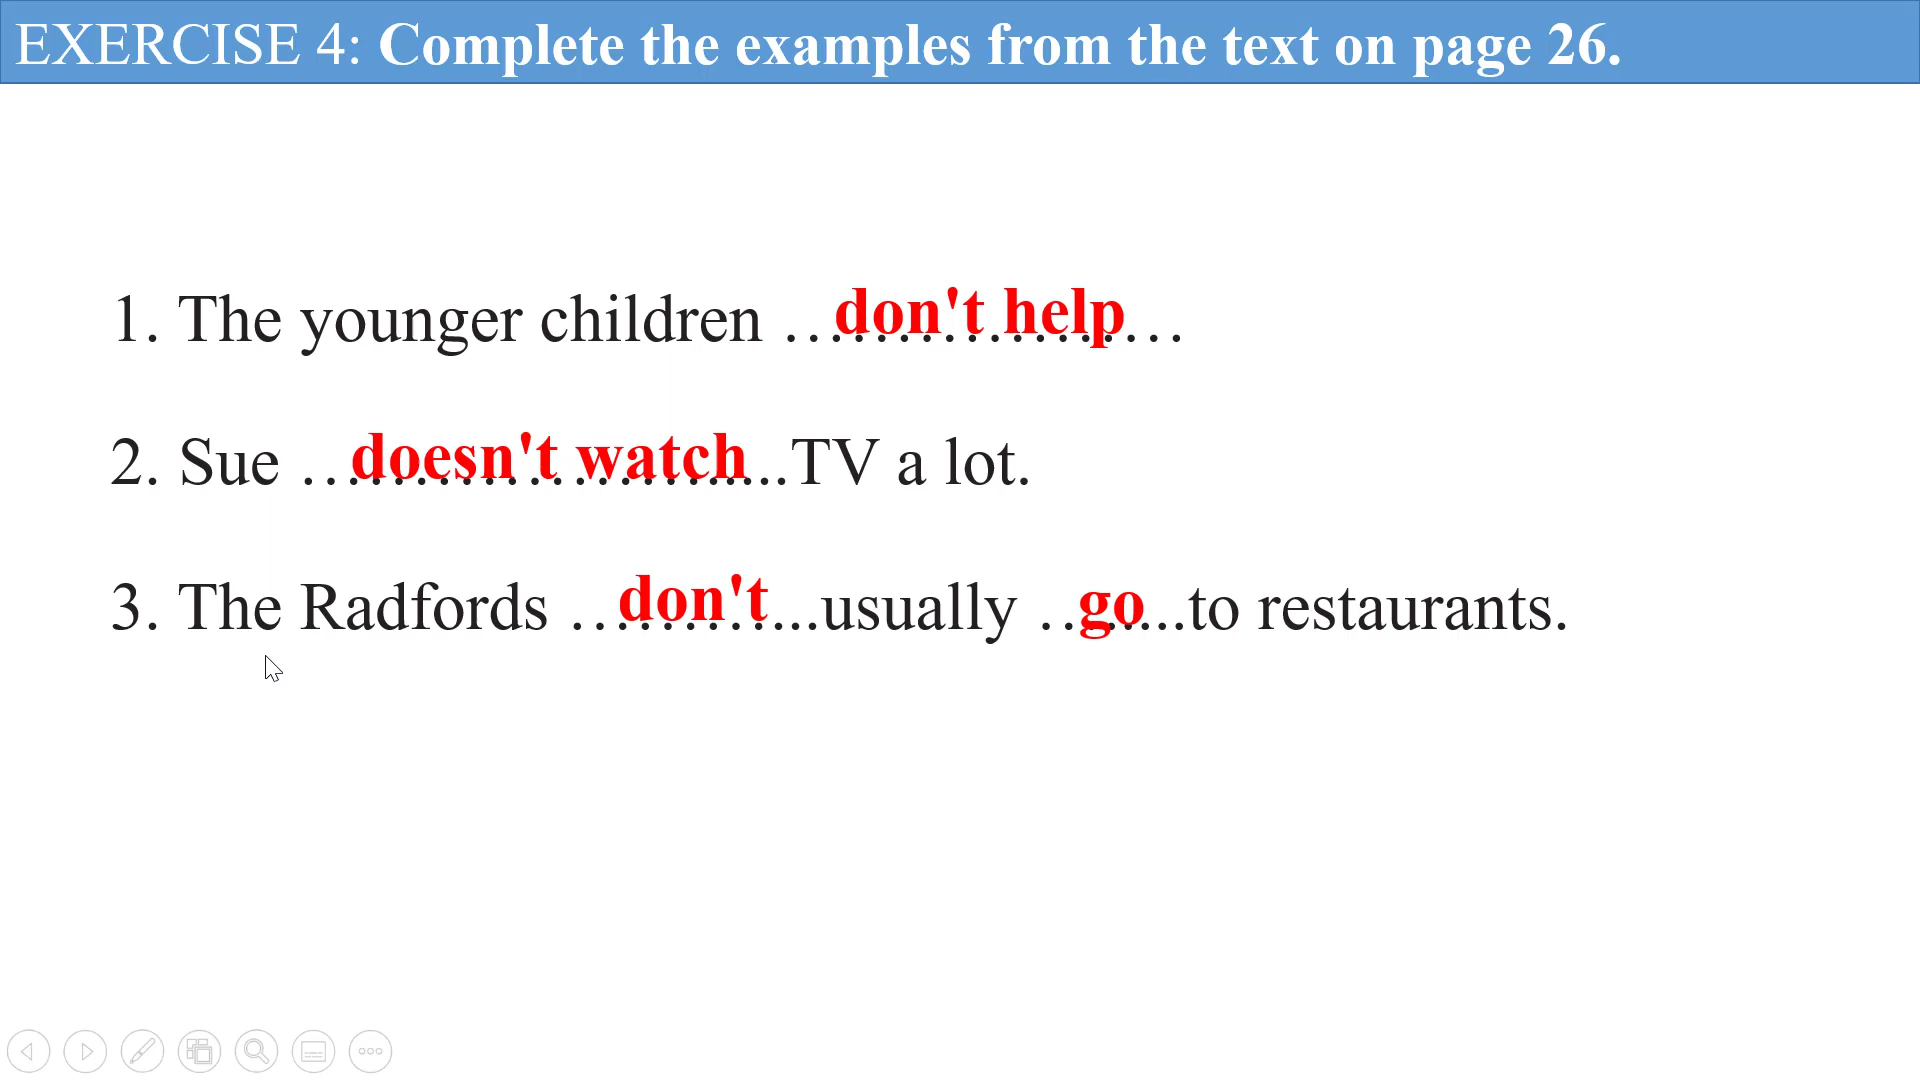 EXERCISE 4: Complete the examples from the text on page 26.
1. The younger children ……don't help……
2. Sue ……doesn't watch...TV a lot.
3. The Radfords ……don't...usually …go...to restaurants.